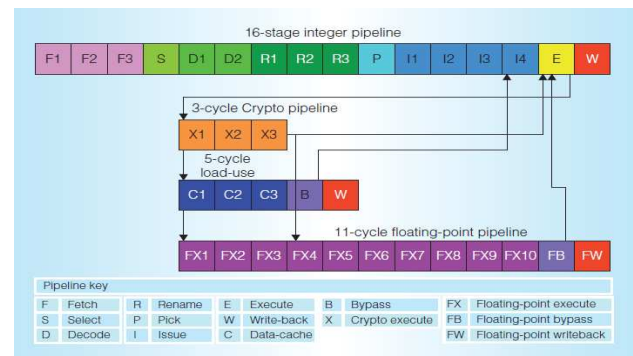 16-stage integer pipeline
F1 F2 F3 S D1 D2 R1 R2 R3 P I1 I2 I3 I4 E W
3-cycle Crypto pipeline
X1 X2 X3
5-cycle
load-use
C1 C2 C3 B W
11-cycle floating-point pipeline
FX1 FX2 FX3 FX4 FX5 FX6 FX7 FX8 FX9 FX10 FB FW
Pipeline key
F Fetch R Rename E Execute B Bypass FX Floating-point execute
S Select P Pick W Write-back X Crypto execute FB Floating-point bypass
D Decode I Issue C Data-cache FW Floating-point writeback